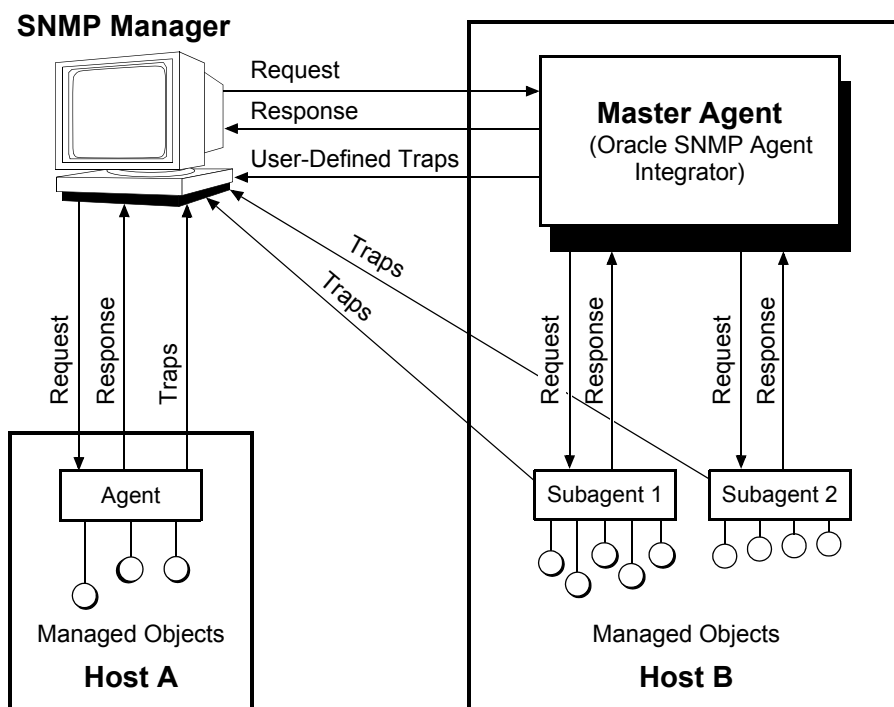 SNMP Manager
Request
Response
User-Defined Traps
Master Agent
(Oracle SNMP Agent
Integrator)
Traps
Traps
Request
Response
Traps
Request
Response
Request
Response
Agent
Subagent 1
Subagent 2
Managed Objects
Host A
Managed Objects
Host B